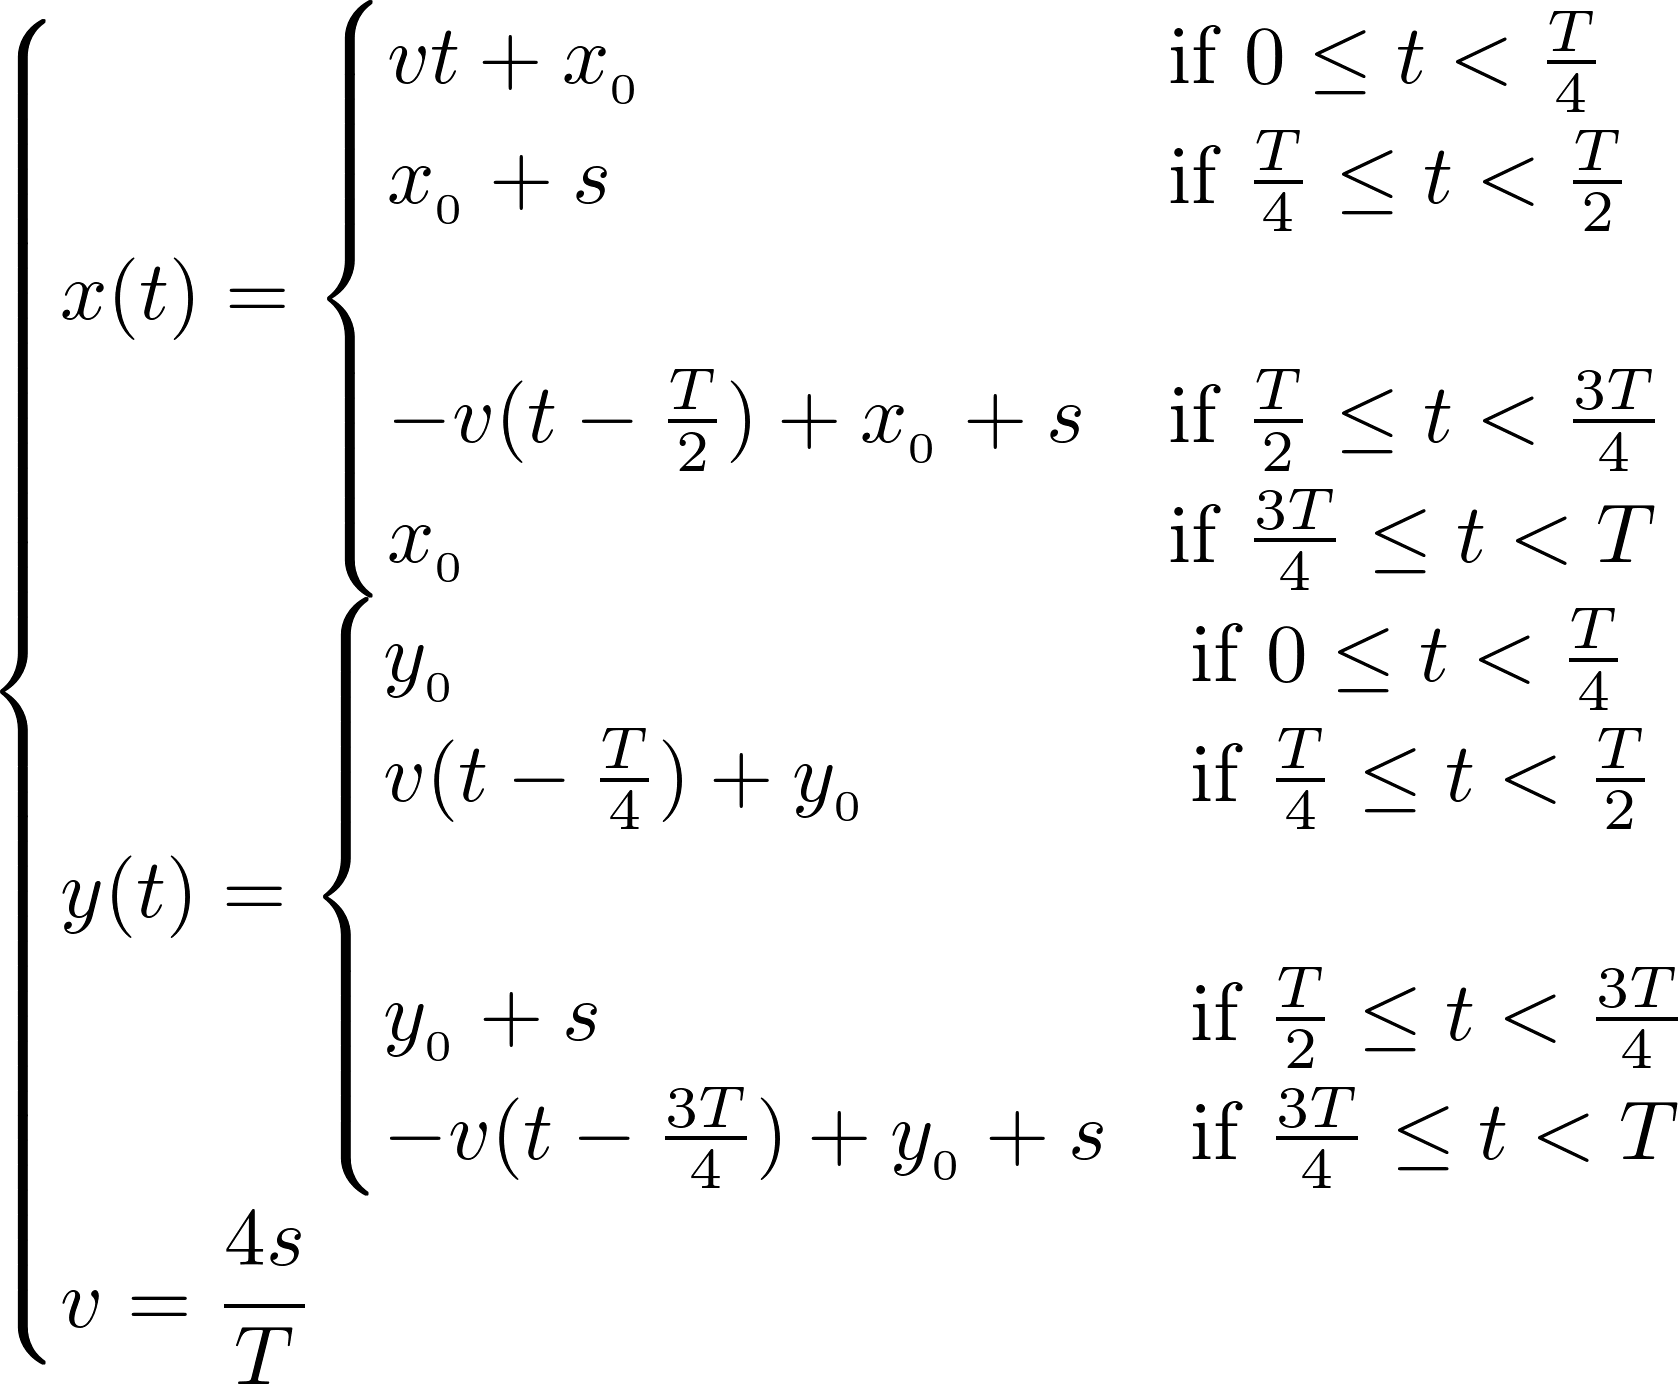 vt + x₀ if 0 ≤ t < T/4
x₀ + s if T/4 ≤ t < T/2
x(t) =
−v(t − T/2) + x₀ + s if T/2 ≤ t < 3T/4
x₀ if 3T/4 ≤ t < T
y₀ if 0 ≤ t < T/4
v(t − T/4) + y₀ if T/4 ≤ t < T/2
y(t) =
y₀ + s if T/2 ≤ t < 3T/4
−v(t − 3T/4) + y₀ + s if 3T/4 ≤ t < T
v = 4s/T